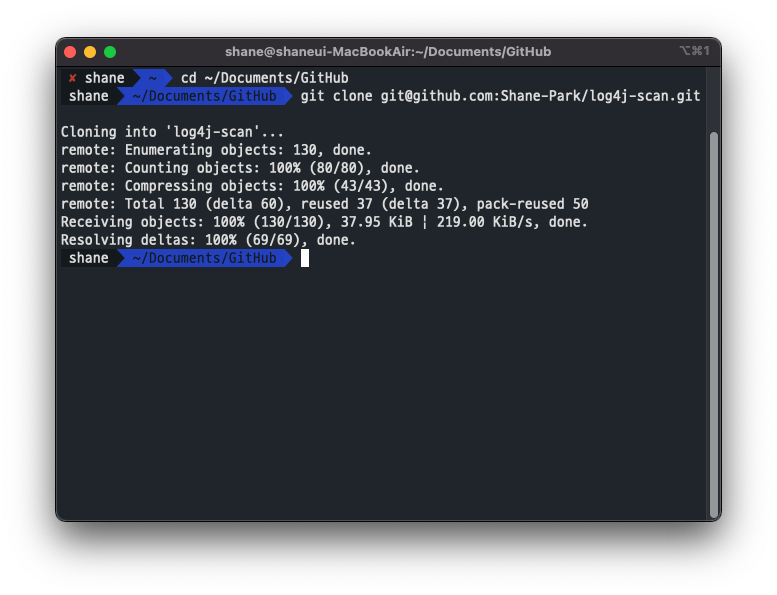 shane@shaneui-MacBookAir:~/Documents/GitHub ⌥⌘1
✘ shane ~ cd ~/Documents/GitHub
shane ~/Documents/GitHub git clone git@github.com:Shane-Park/log4j-scan.git
Cloning into 'log4j-scan'...
remote: Enumerating objects: 130, done.
remote: Counting objects: 100% (80/80), done.
remote: Compressing objects: 100% (43/43), done.
remote: Total 130 (delta 60), reused 37 (delta 37), pack-reused 50
Receiving objects: 100% (130/130), 37.95 KiB ¦ 219.00 KiB/s, done.
Resolving deltas: 100% (69/69), done.
shane ~/Documents/GitHub